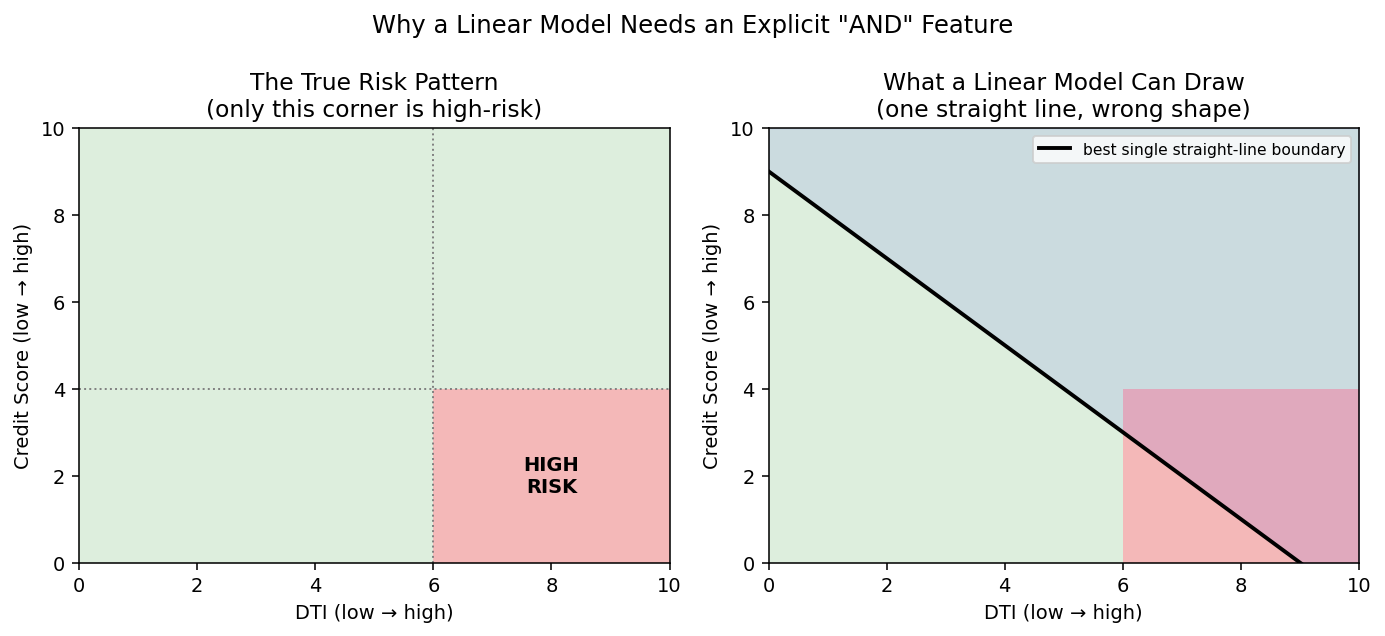 Why a Linear Model Needs an Explicit "AND" Feature
The True Risk Pattern
(only this corner is high-risk)
10
8
6
4
2
0
Credit Score (low → high)
HIGH
RISK
0 2 4 6 8 10
DTI (low → high)
What a Linear Model Can Draw
(one straight line, wrong shape)
best single straight-line boundary
10
8
6
4
2
0
Credit Score (low → high)
0 2 4 6 8 10
DTI (low → high)